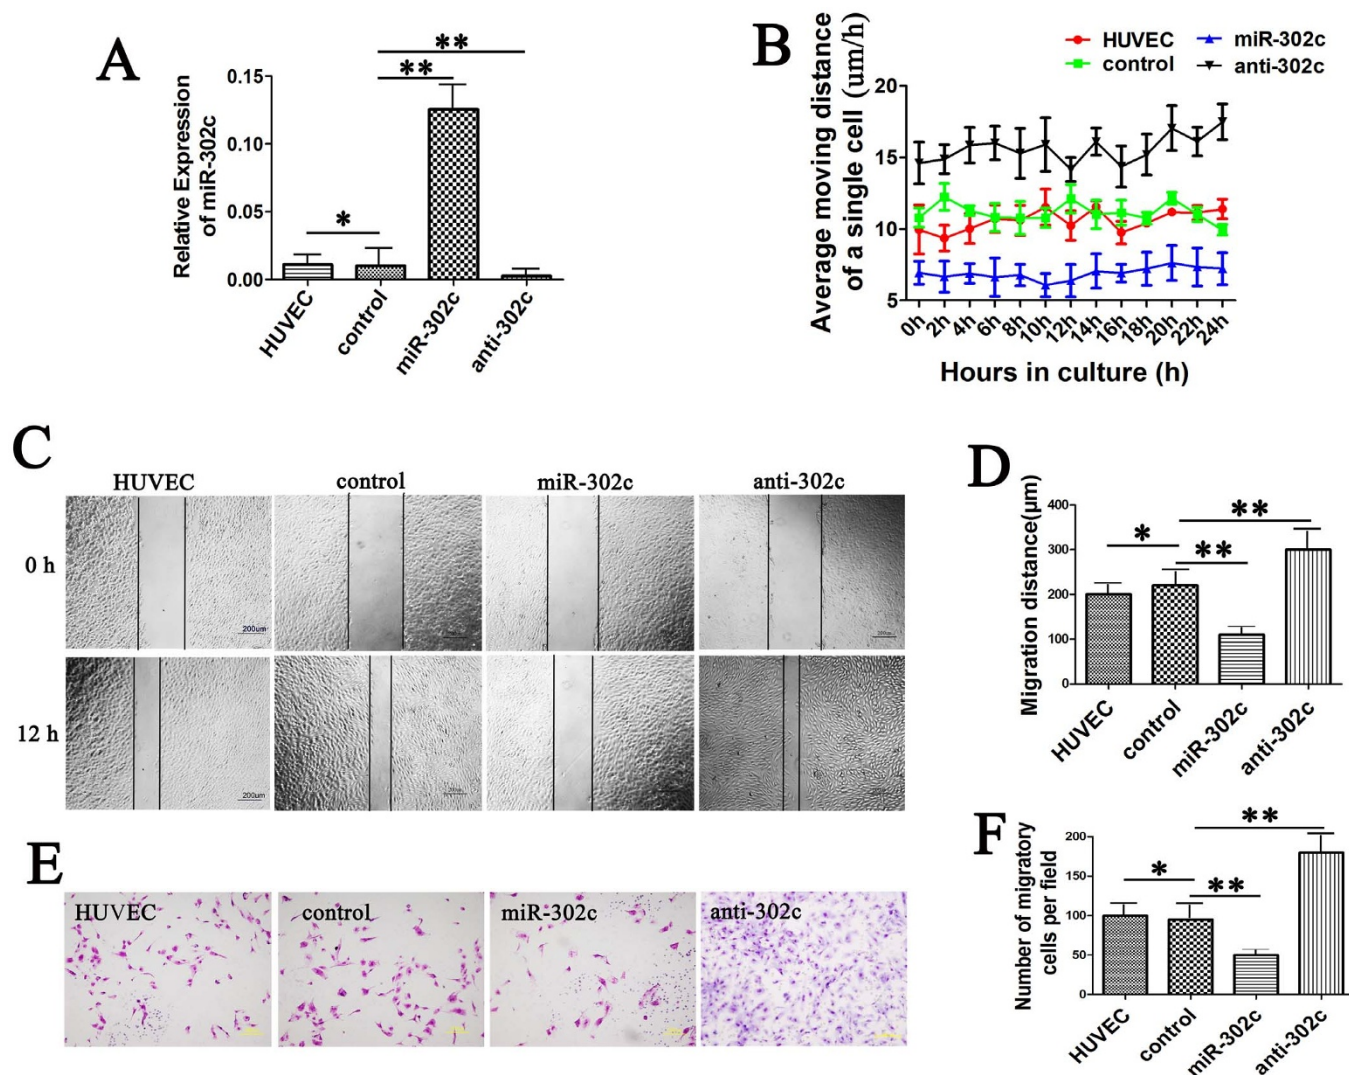 A
Relative Expression
of miR-302c
0.15
0.10
0.05
0.00
**
**
*
HUVEC
control
miR-302c
anti-302c
B
HUVEC
control
miR-302c
anti-302c
Average moving distance
of a single cell (um/h)
20
15
10
5
0h
2h
4h
6h
8h
10h
12h
14h
16h
18h
20h
22h
24h
Hours in culture (h)
C
HUVEC
control
miR-302c
anti-302c
0 h
200um
12 h
200um
D
Migration distance(µm)
400
300
200
100
0
*
**
**
HUVEC
control
miR-302c
anti-302c
E
HUVEC
control
miR-302c
anti-302c
F
Number of migratory
cells per field
200
150
100
50
0
*
**
**
HUVEC
control
miR-302c
anti-302c